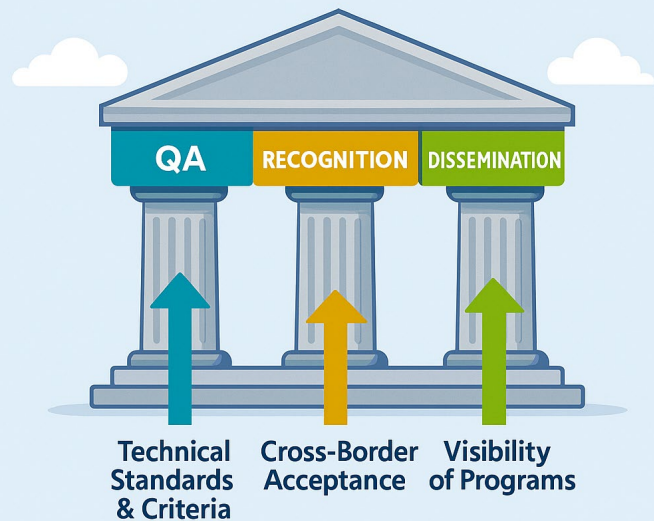 QA
RECOGNITION
DISSEMINATION
Technical
Standards
& Criteria
Cross-Border
Acceptance
Visibility
of Programs